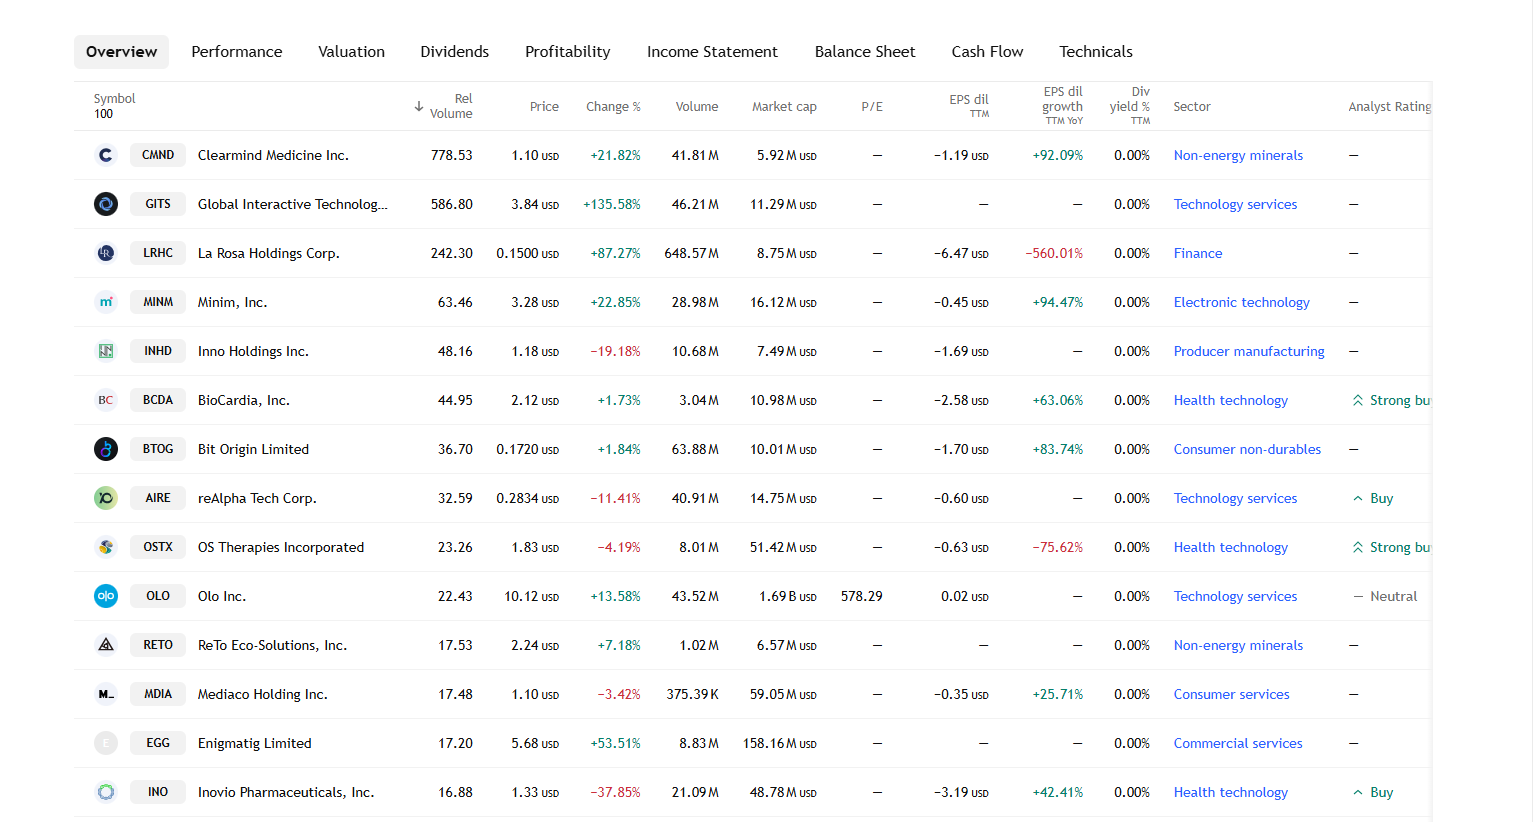 Overview Performance Valuation Dividends Profitability Income Statement Balance Sheet Cash Flow Technicals
Symbol 100 ↓ Rel Volume Price Change % Volume Market cap P/E EPS dil TTM EPS dil growth TTM YoY Div yield % TTM Sector Analyst Rating
CMND Clearmind Medicine Inc. 778.53 1.10 USD +21.82% 41.81 M 5.92 M USD — −1.19 USD +92.09% 0.00% Non-energy minerals —
GITS Global Interactive Technolog... 586.80 3.84 USD +135.58% 46.21 M 11.29 M USD — — — 0.00% Technology services —
LRHC La Rosa Holdings Corp. 242.30 0.1500 USD +87.27% 648.57 M 8.75 M USD — −6.47 USD −560.01% 0.00% Finance —
m MINM Minim, Inc. 63.46 3.28 USD +22.85% 28.98 M 16.12 M USD — −0.45 USD +94.47% 0.00% Electronic technology —
INHD Inno Holdings Inc. 48.16 1.18 USD −19.18% 10.68 M 7.49 M USD — −1.69 USD — 0.00% Producer manufacturing —
BC BCDA BioCardia, Inc. 44.95 2.12 USD +1.73% 3.04 M 10.98 M USD — −2.58 USD +63.06% 0.00% Health technology Strong bu
BTOG Bit Origin Limited 36.70 0.1720 USD +1.84% 63.88 M 10.01 M USD — −1.70 USD +83.74% 0.00% Consumer non-durables —
AIRE reAlpha Tech Corp. 32.59 0.2834 USD −11.41% 40.91 M 14.75 M USD — −0.60 USD — 0.00% Technology services Buy
OSTX OS Therapies Incorporated 23.26 1.83 USD −4.19% 8.01 M 51.42 M USD — −0.63 USD −75.62% 0.00% Health technology Strong bu
olo OLO Olo Inc. 22.43 10.12 USD +13.58% 43.52 M 1.69 B USD 578.29 0.02 USD — 0.00% Technology services — Neutral
RETO ReTo Eco-Solutions, Inc. 17.53 2.24 USD +7.18% 1.02 M 6.57 M USD — — — 0.00% Non-energy minerals —
M_ MDIA Mediaco Holding Inc. 17.48 1.10 USD −3.42% 375.39 K 59.05 M USD — −0.35 USD +25.71% 0.00% Consumer services —
E EGG Enigmatig Limited 17.20 5.68 USD +53.51% 8.83 M 158.16 M USD — — — 0.00% Commercial services —
INO Inovio Pharmaceuticals, Inc. 16.88 1.33 USD −37.85% 21.09 M 48.78 M USD — −3.19 USD +42.41% 0.00% Health technology Buy